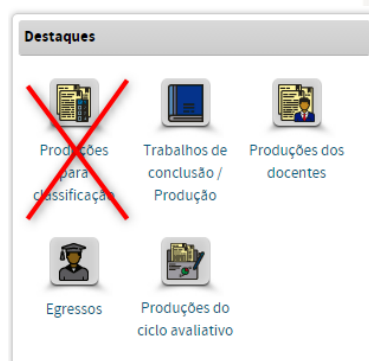 Destaques
Produções
para
classificação
Trabalhos de
conclusão /
Produção
Produções dos
docentes
Egressos
Produções do
ciclo avaliativo